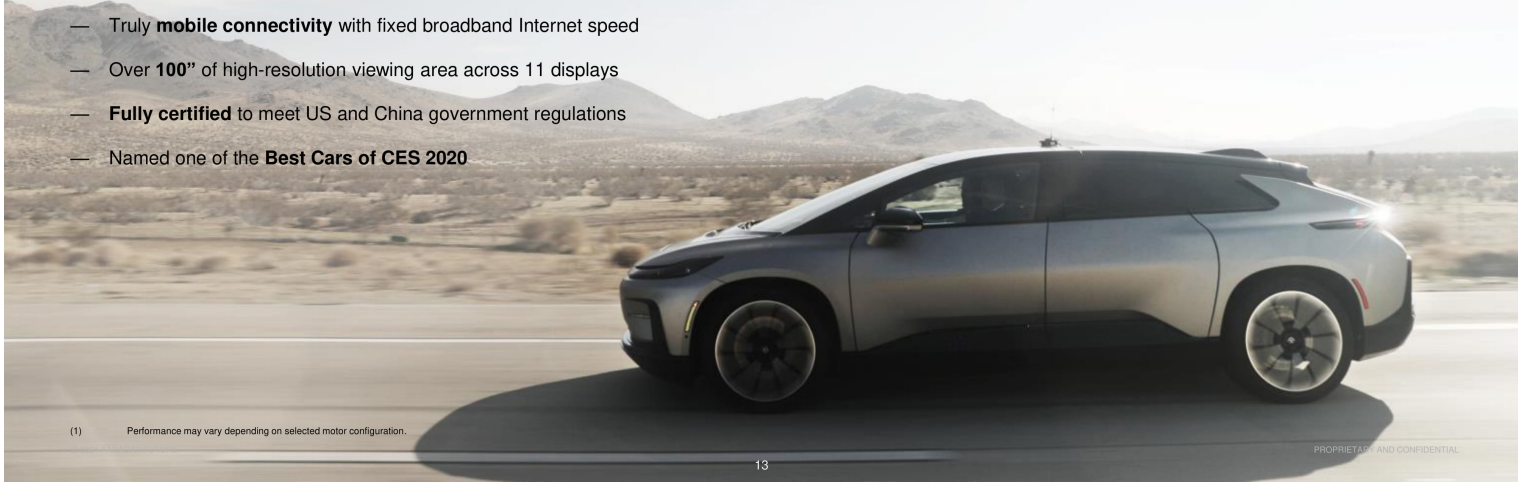 — Truly mobile connectivity with fixed broadband Internet speed
— Over 100” of high-resolution viewing area across 11 displays
— Fully certified to meet US and China government regulations
— Named one of the Best Cars of CES 2020
(1) Performance may vary depending on selected motor configuration.
PROPRIETARY AND CONFIDENTIAL
13